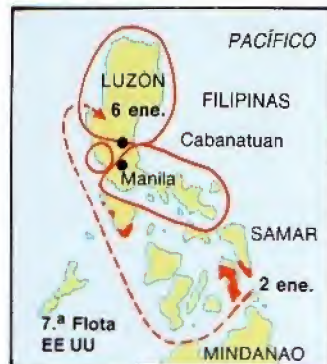 PACÍFICO
LUZÓN
6 ene.
FILIPINAS
Cabanatuan
Manila
SAMAR
2 ene.
7.ª Flota
EE UU
MINDANAO